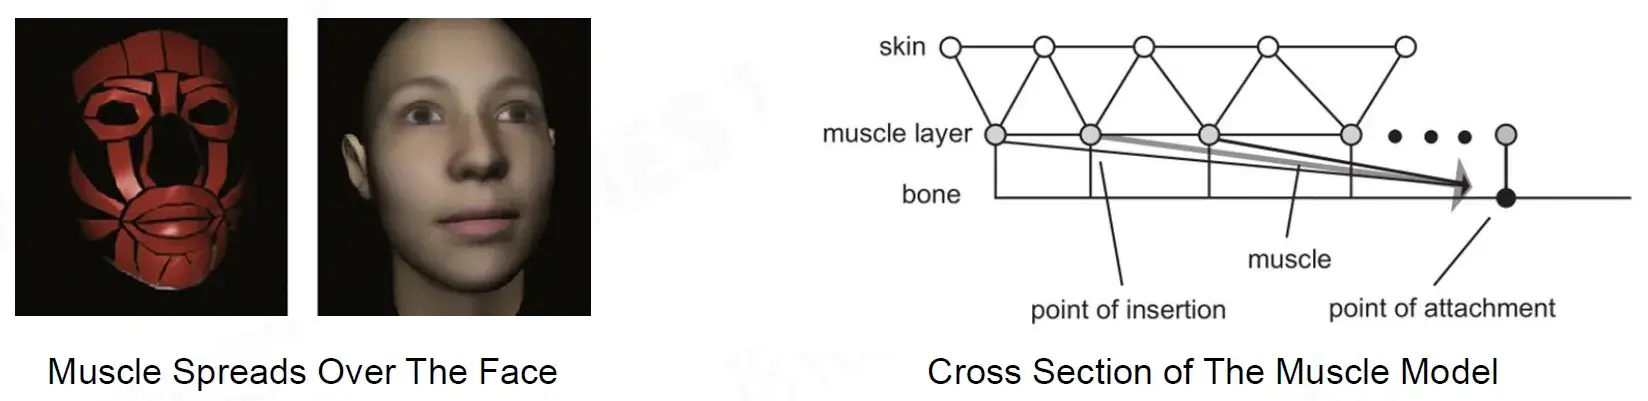 skin
muscle layer
bone
muscle
point of insertion
point of attachment
Muscle Spreads Over The Face
Cross Section of The Muscle Model